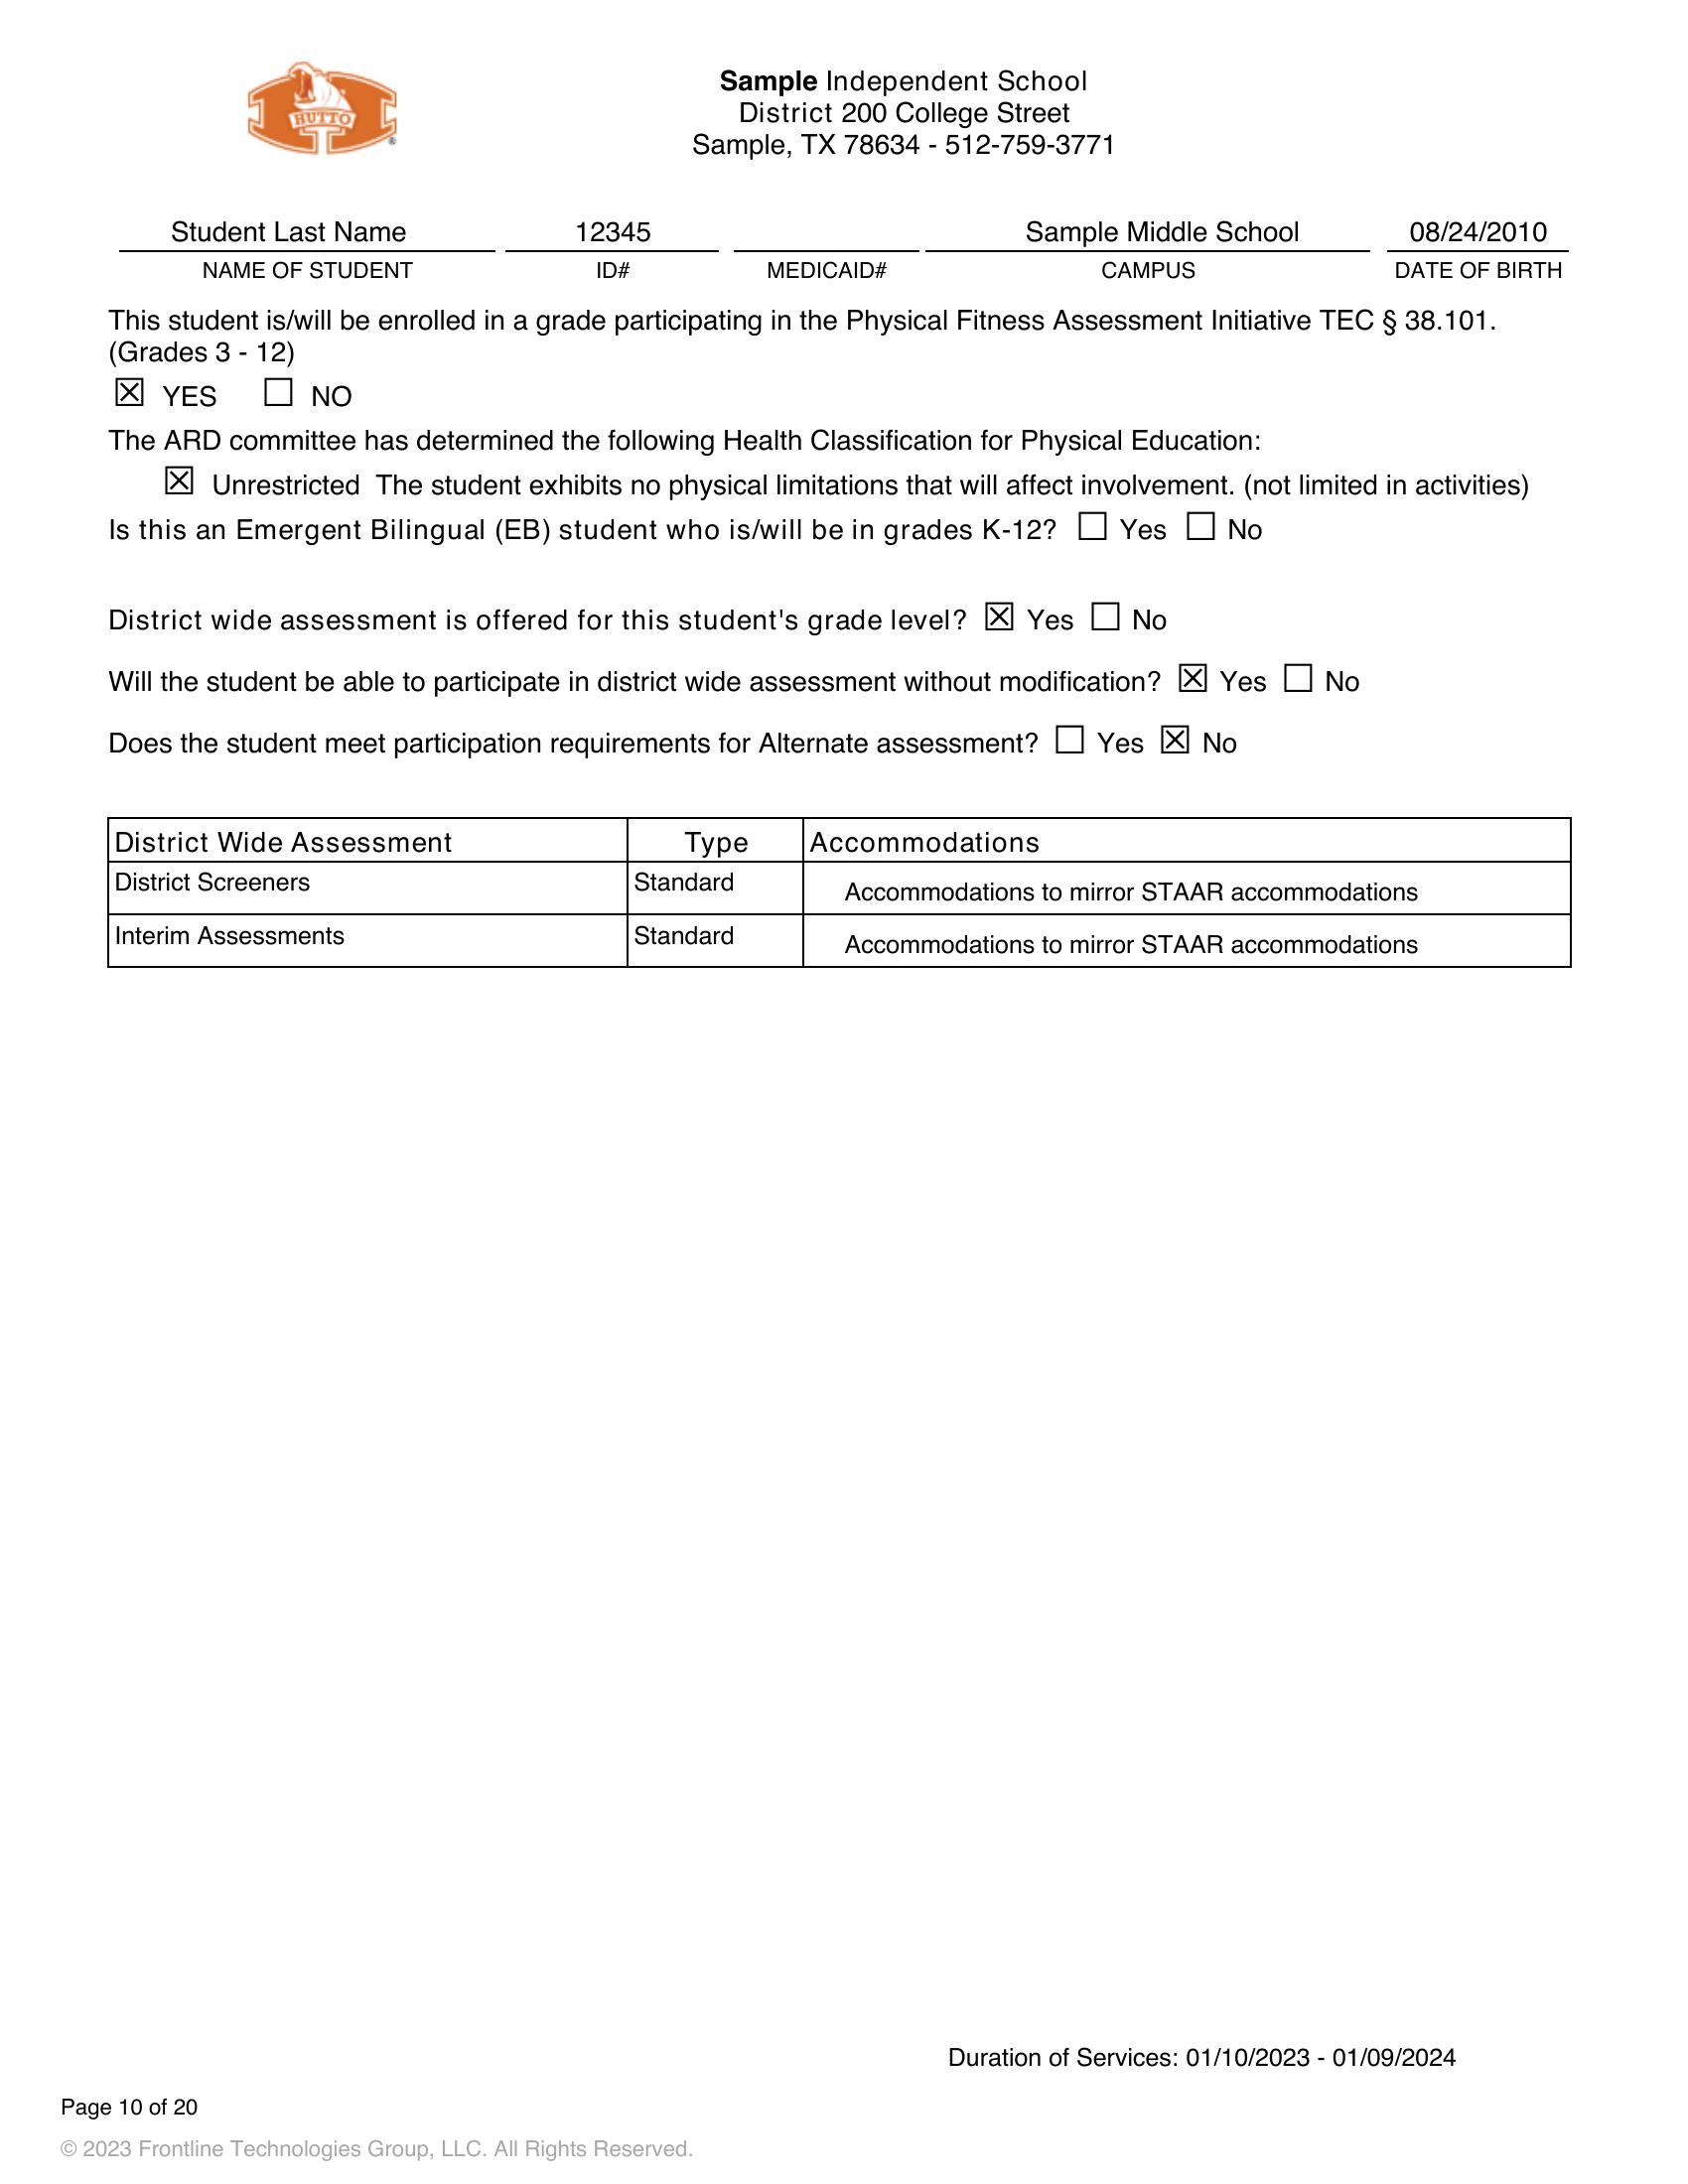 HUTTO
®
Sample Independent School
District 200 College Street
Sample, TX 78634 - 512-759-3771
Student Last Name 12345 Sample Middle School 08/24/2010
NAME OF STUDENT ID# MEDICAID# CAMPUS DATE OF BIRTH
This student is/will be enrolled in a grade participating in the Physical Fitness Assessment Initiative TEC § 38.101.
(Grades 3 - 12)
☒ YES ☐ NO
The ARD committee has determined the following Health Classification for Physical Education:
☒ Unrestricted The student exhibits no physical limitations that will affect involvement. (not limited in activities)
Is this an Emergent Bilingual (EB) student who is/will be in grades K-12? ☐ Yes ☐ No
District wide assessment is offered for this student's grade level? ☒ Yes ☐ No
Will the student be able to participate in district wide assessment without modification? ☒ Yes ☐ No
Does the student meet participation requirements for Alternate assessment? ☐ Yes ☒ No
District Wide Assessment Type Accommodations
District Screeners Standard Accommodations to mirror STAAR accommodations
Interim Assessments Standard Accommodations to mirror STAAR accommodations
Duration of Services: 01/10/2023 - 01/09/2024
Page 10 of 20
© 2023 Frontline Technologies Group, LLC. All Rights Reserved.